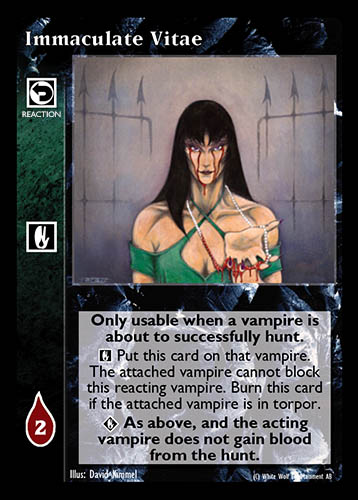 Immaculate Vitae
REACTION
Only usable when a vampire is
about to successfully hunt.
Put this card on that vampire.
The attached vampire cannot block
this reacting vampire. Burn this card
if the attached vampire is in torpor.
As above, and the acting
vampire does not gain blood
from the hunt.
2
Illus: David Kimmel
(C) White Wolf Entertainment AB